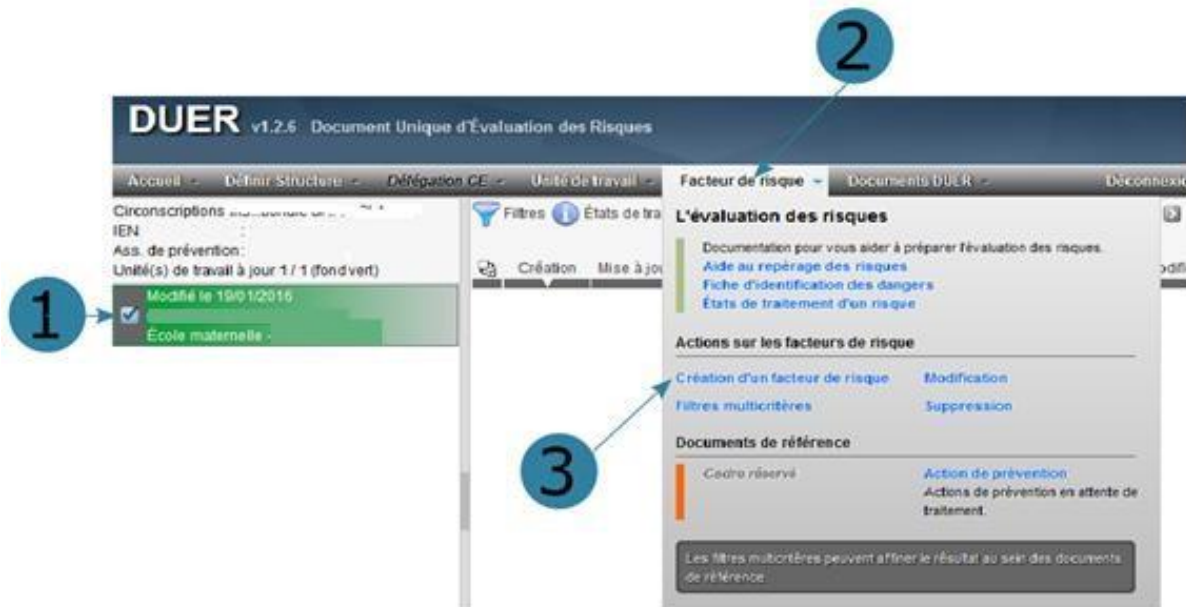 2
DUER v1.2.6 Document Unique d'Évaluation des Risques
Accueil Définir Structure Délégation CE Unité de travail Facteur de risque Documents DUER Déconnexi
Circonscriptions
IEN :
Ass. de prévention:
Unité(s) de travail à jour 1 / 1 (fond vert)
1
Modifié le 19/01/2016
École maternelle -
Filtres États de tra
Création Mise à jou
L'évaluation des risques
Documentation pour vous aider à préparer l'évaluation des risques.
Aide au repérage des risques
Fiche d'identification des dangers
États de traitement d'un risque
Actions sur les facteurs de risque
Création d'un facteur de risque Modification
Filtres multicritères Suppression
3
Documents de référence
Cadre réservé Action de prévention
Actions de prévention en attente de
traitement.
Les filtres multicritères peuvent affiner le résultat au sein des documents
de référence
odif